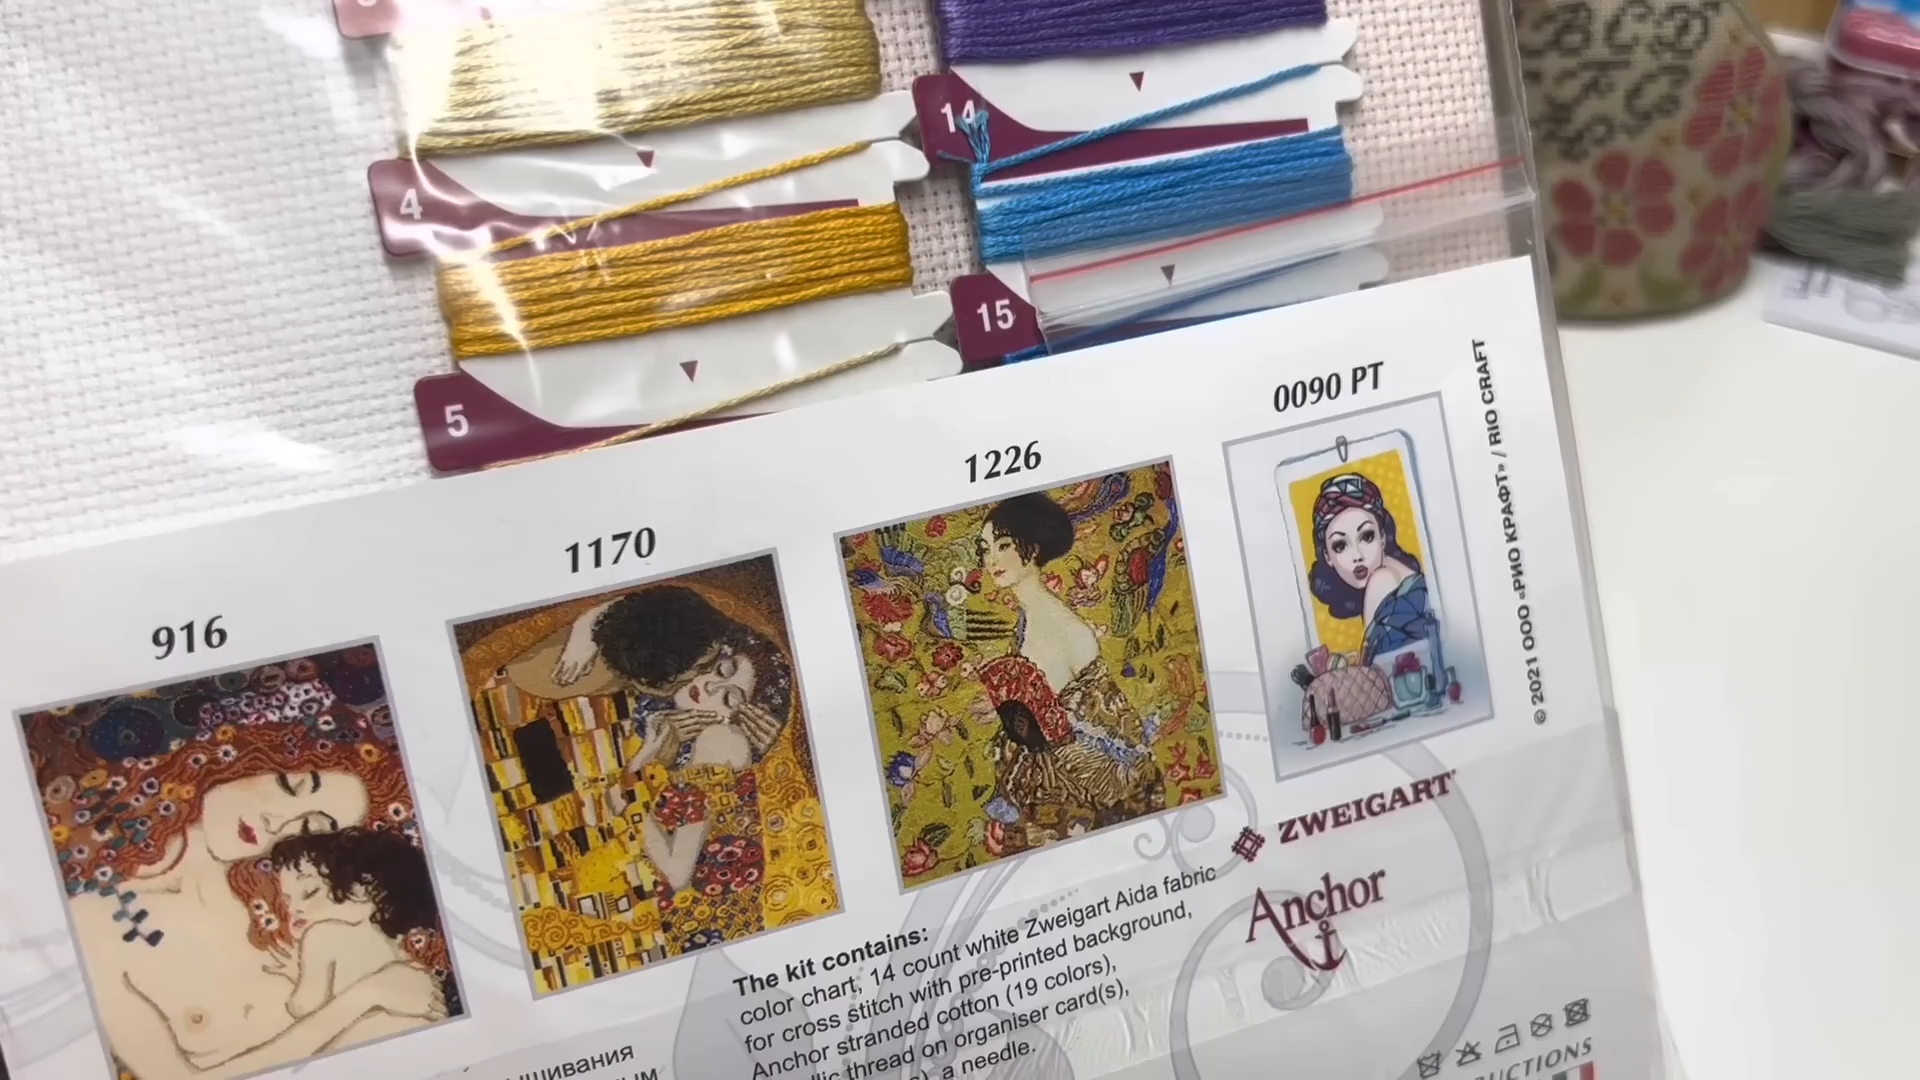 4
5
14
15
916
1170
1226
0090 PT
© 2021 ООО «РИО КРАФТ» / RIO CRAFT
ZWEIGART
Anchor
The kit contains:
color chart, 14 count white Zweigart Aida fabric
for cross stitch with pre-printed background,
Anchor stranded cotton (19 colors),
thread on organiser card(s),
a needle.